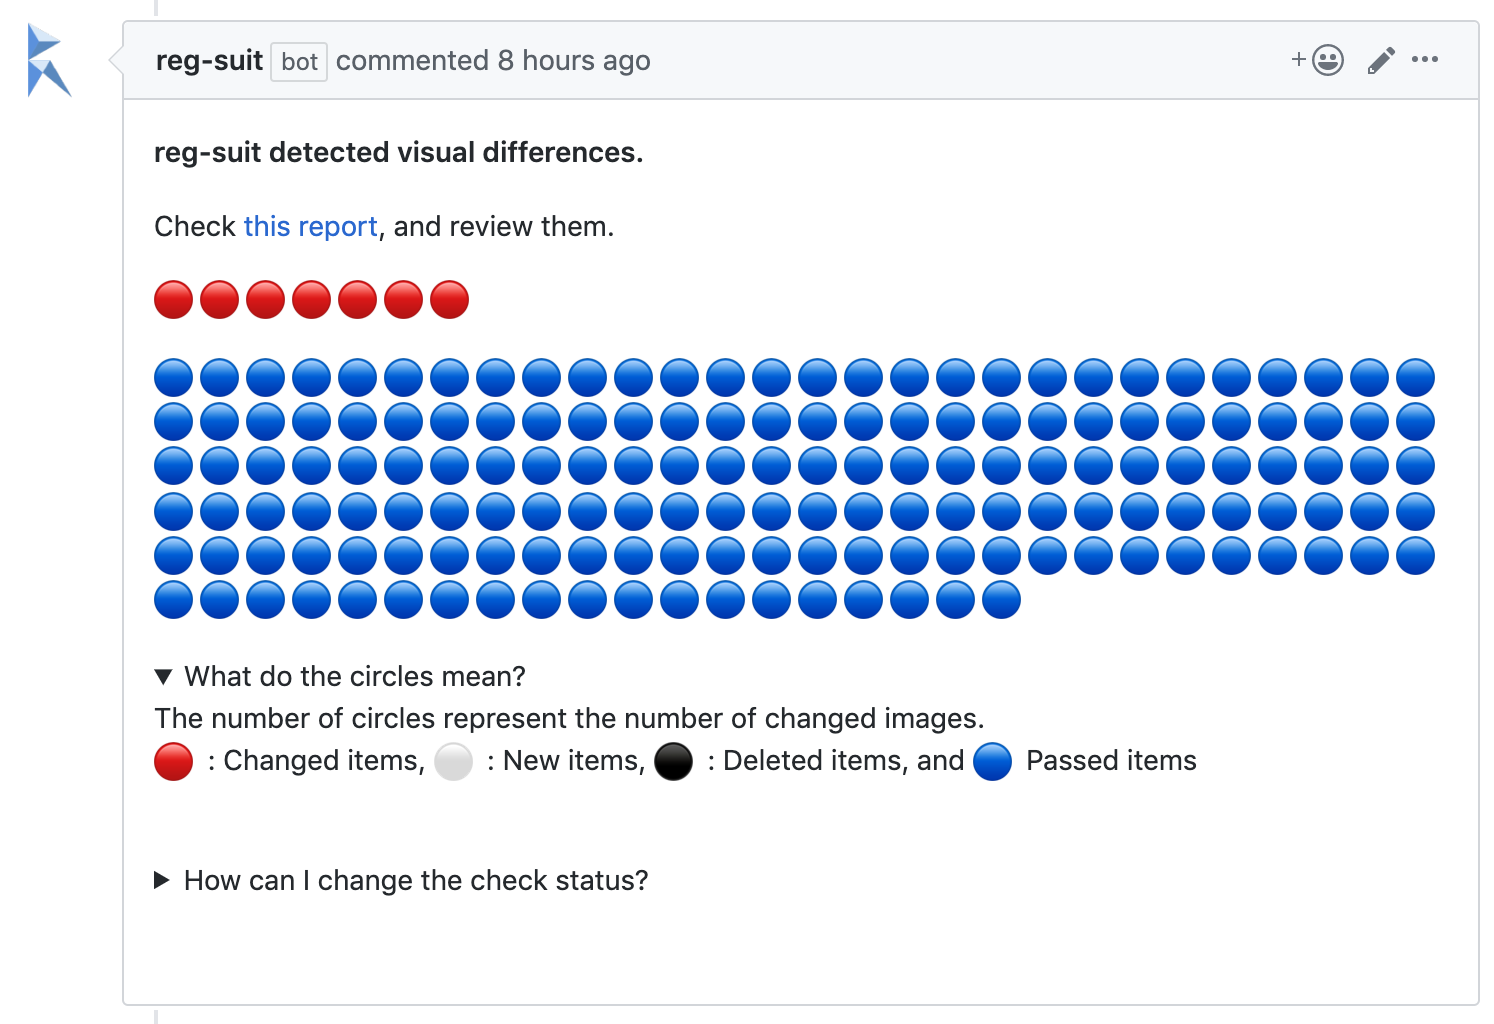 reg-suit bot commented 8 hours ago
reg-suit detected visual differences.
Check this report, and review them.
What do the circles mean?
The number of circles represent the number of changed images.
: Changed items, : New items, : Deleted items, and Passed items
How can I change the check status?